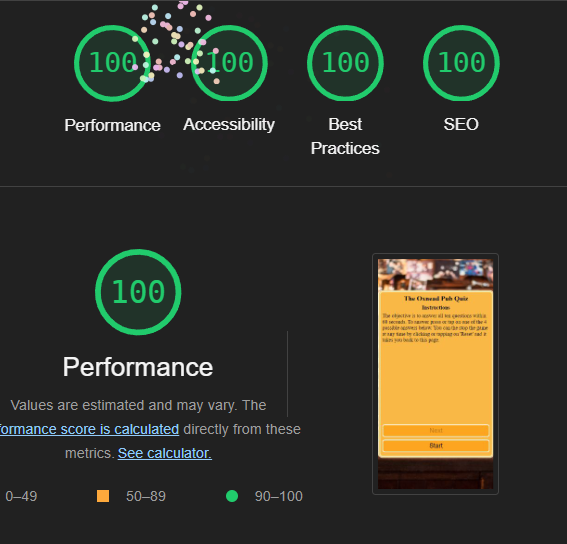 100 100 100 100
Performance Accessibility Best Practices SEO
100
Performance
Values are estimated and may vary. The
formance score is calculated directly from these
metrics. See calculator.
0–49 50–89 90–100
The Oxnead Pub Quiz
Instructions
The objective is to answer all ten questions within
60 seconds. To answer press or tap on one of the 4
possible answers below. You can stop the game
at any time by clicking or tapping on 'Reset' and it
takes you back to this page.
Next
Start